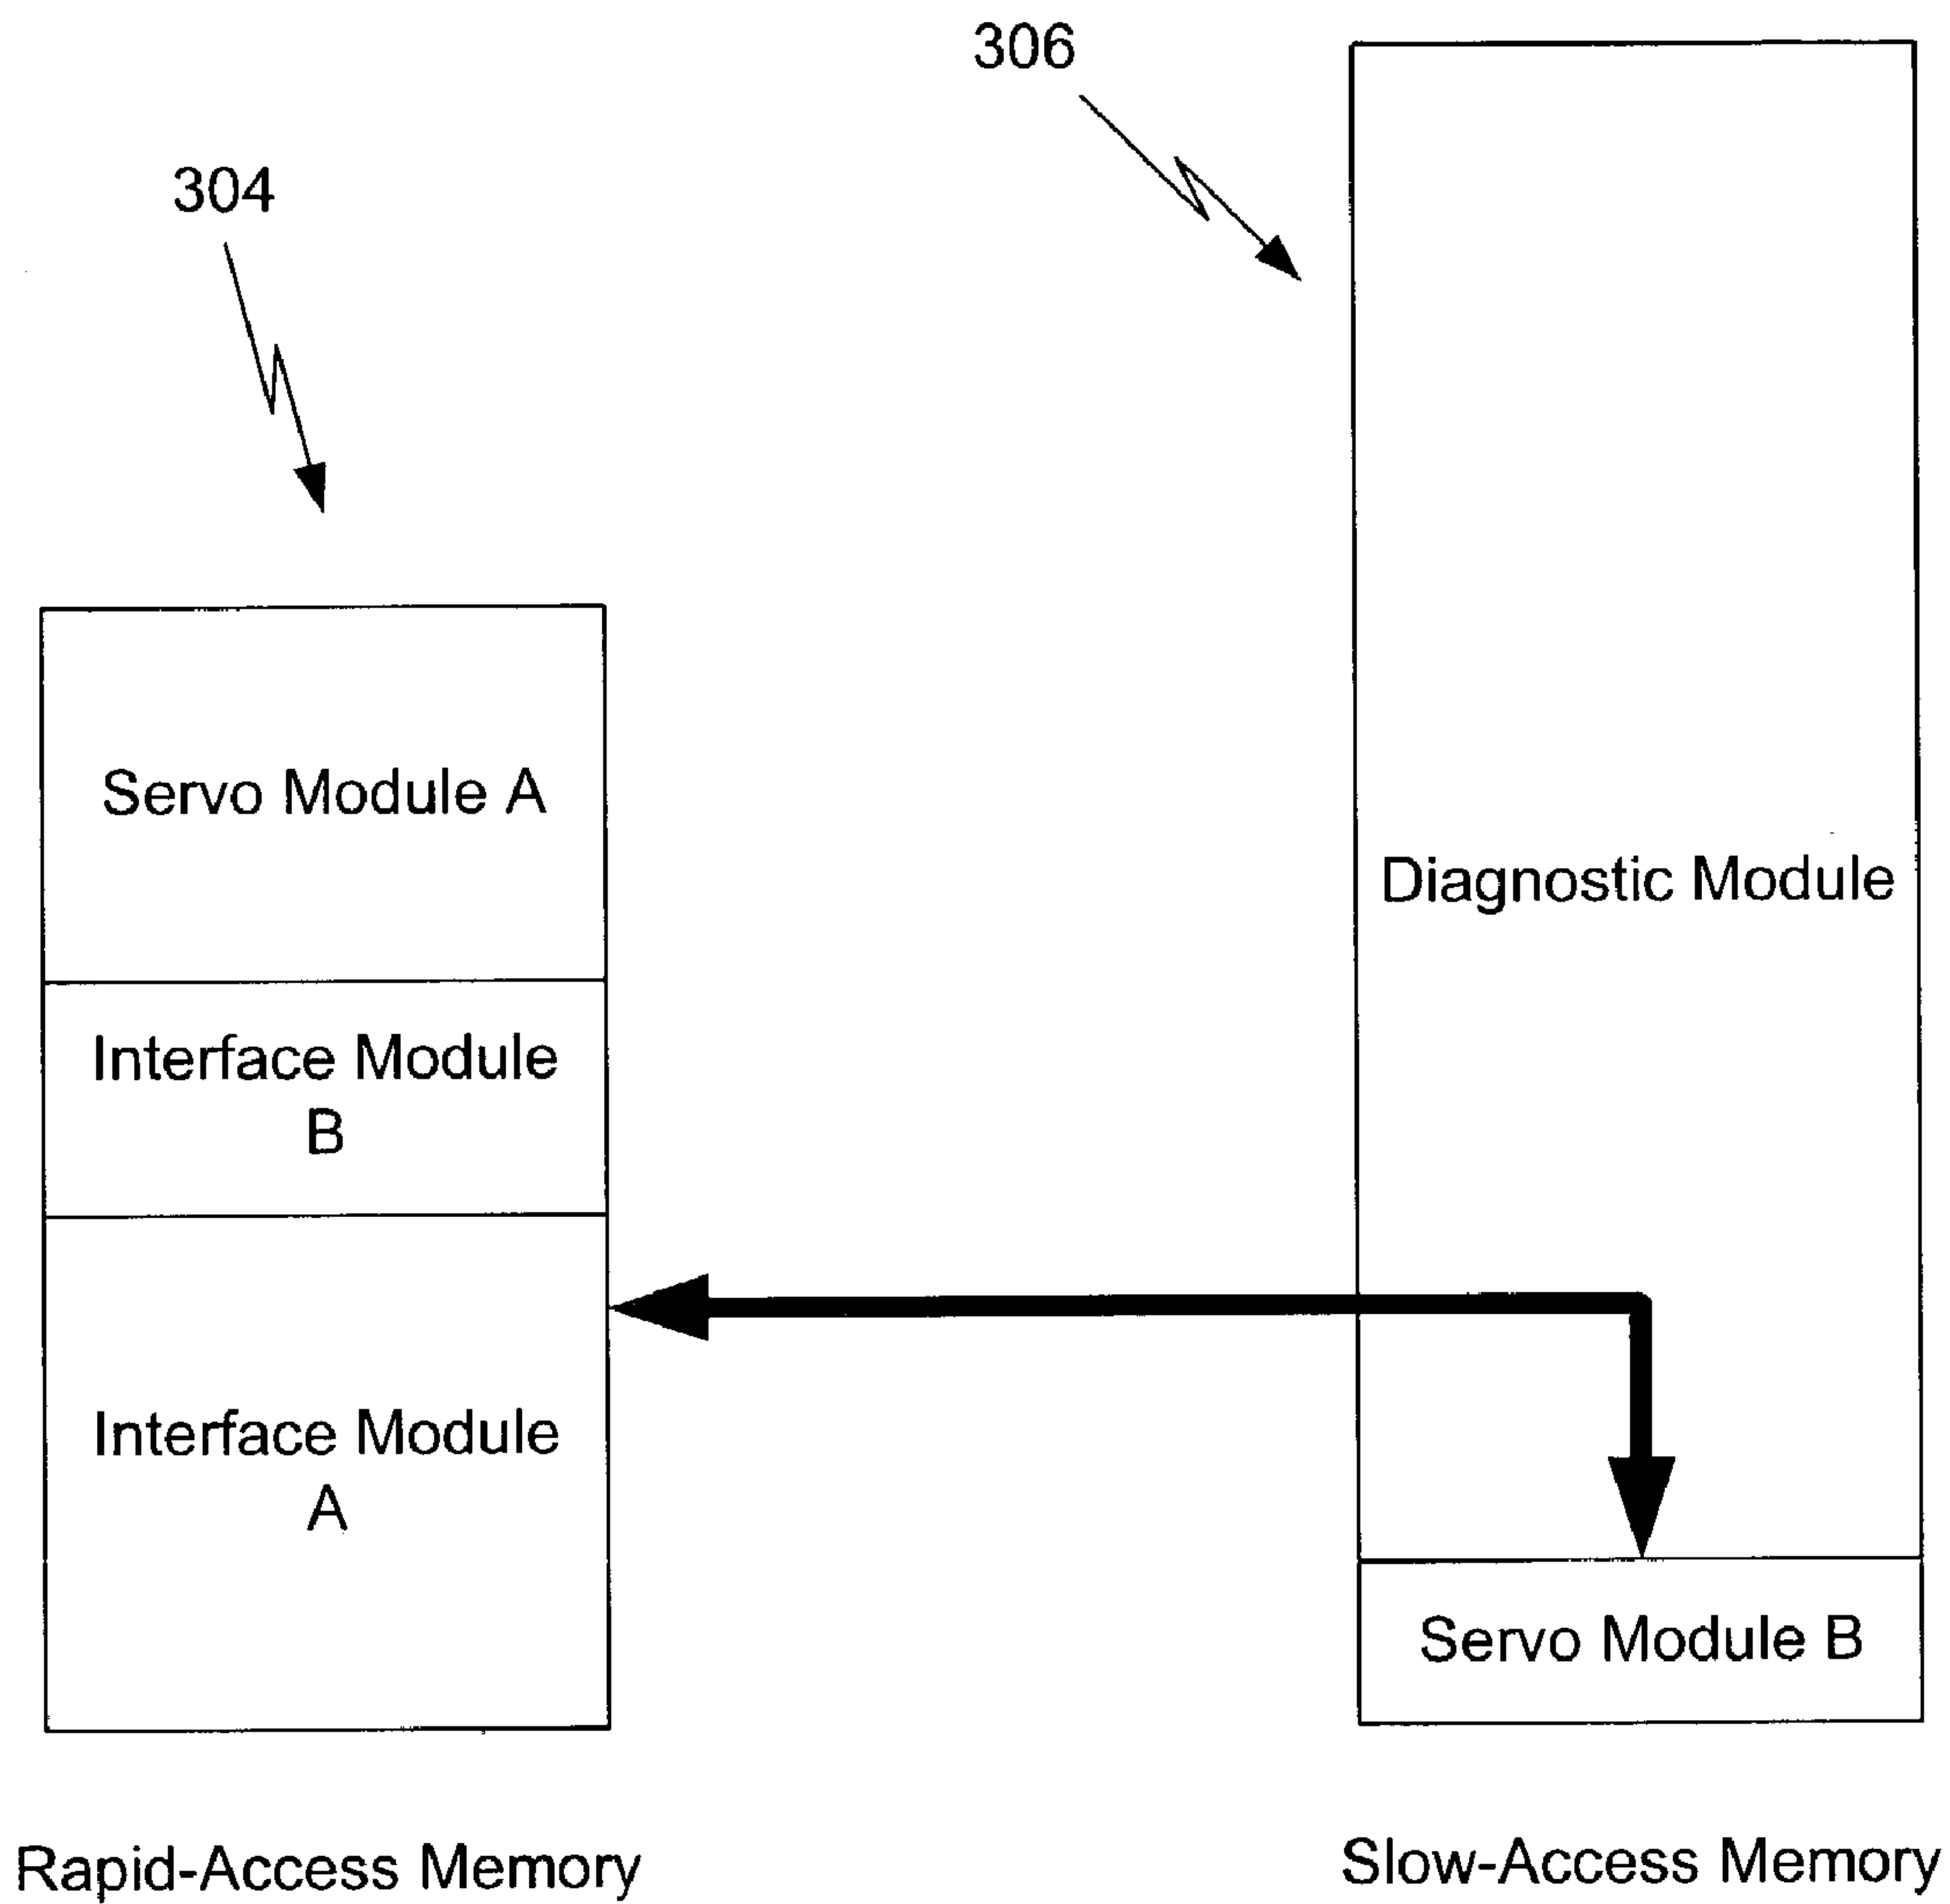 306
304
Servo Module A
Interface Module
B
Interface Module
A
Diagnostic Module
Servo Module B
Rapid-Access Memory
Slow-Access Memory